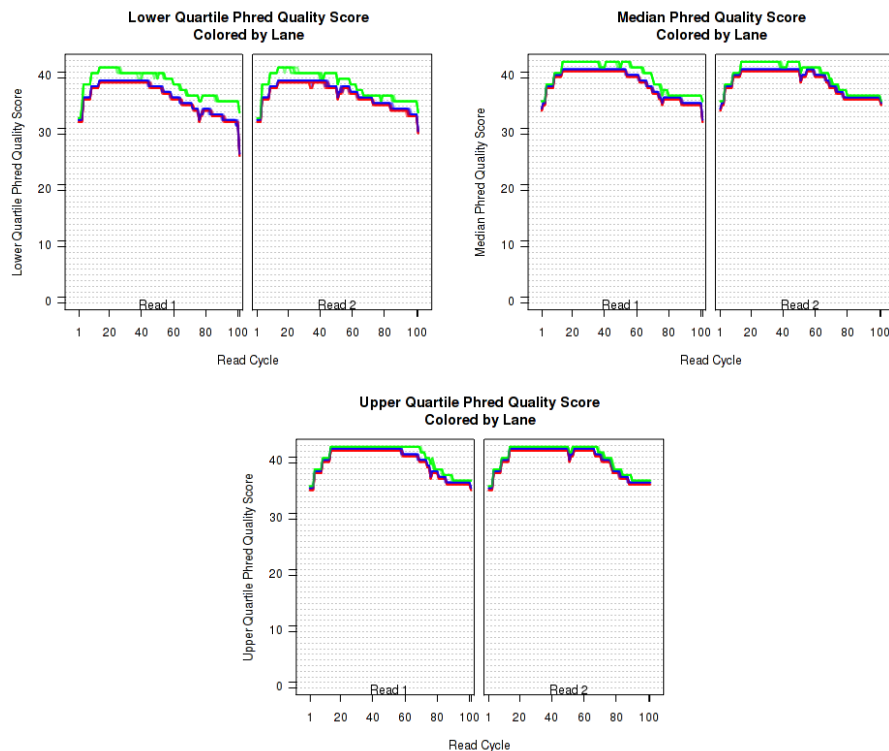 Lower Quartile Phred Quality Score
Colored by Lane
Lower Quartile Phred Quality Score
40
30
20
10
0
Read 1
Read 2
1 20 40 60 80 100
1 20 40 60 80 100
Read Cycle
Median Phred Quality Score
Colored by Lane
Median Phred Quality Score
40
30
20
10
0
Read 1
Read 2
1 20 40 60 80 100
1 20 40 60 80 100
Read Cycle
Upper Quartile Phred Quality Score
Colored by Lane
Upper Quartile Phred Quality Score
40
30
20
10
0
Read 1
Read 2
1 20 40 60 80 100
1 20 40 60 80 100
Read Cycle